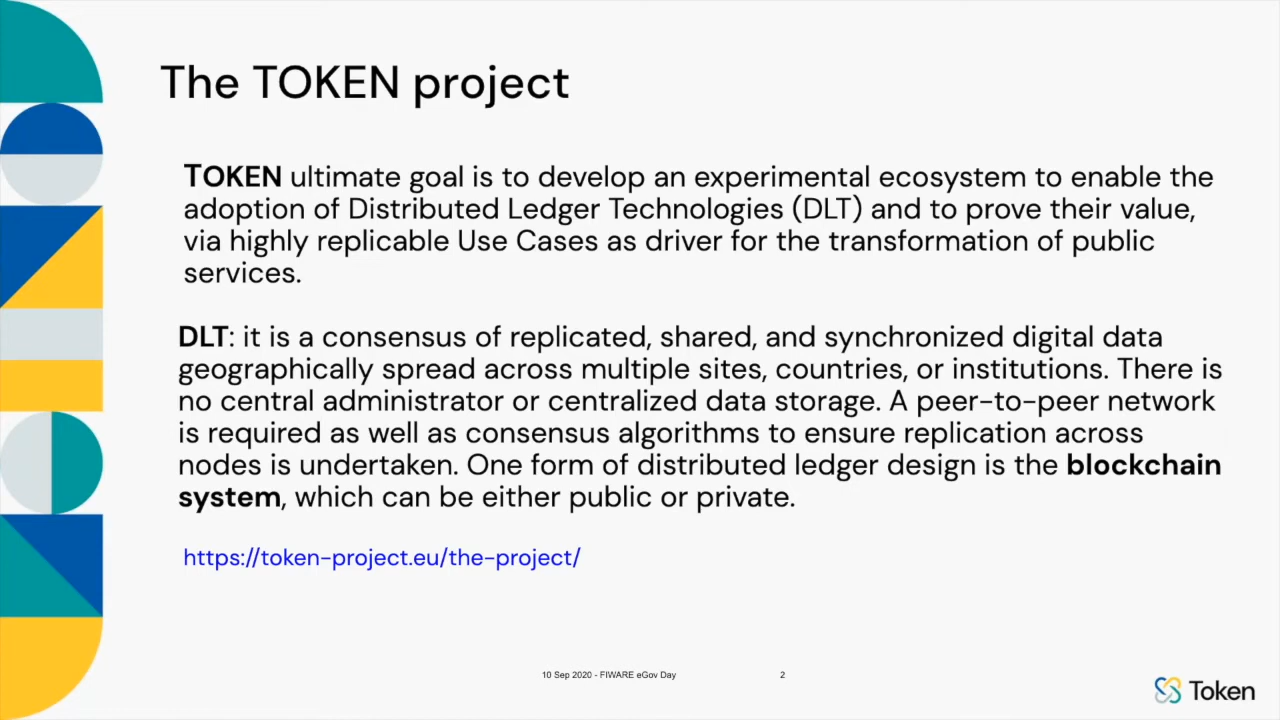 The TOKEN project
TOKEN ultimate goal is to develop an experimental ecosystem to enable the
adoption of Distributed Ledger Technologies (DLT) and to prove their value,
via highly replicable Use Cases as driver for the transformation of public
services.
DLT: it is a consensus of replicated, shared, and synchronized digital data
geographically spread across multiple sites, countries, or institutions. There is
no central administrator or centralized data storage. A peer-to-peer network
is required as well as consensus algorithms to ensure replication across
nodes is undertaken. One form of distributed ledger design is the blockchain
system, which can be either public or private.
https://token-project.eu/the-project/
10 Sep 2020 - FIWARE eGov Day
2
Token